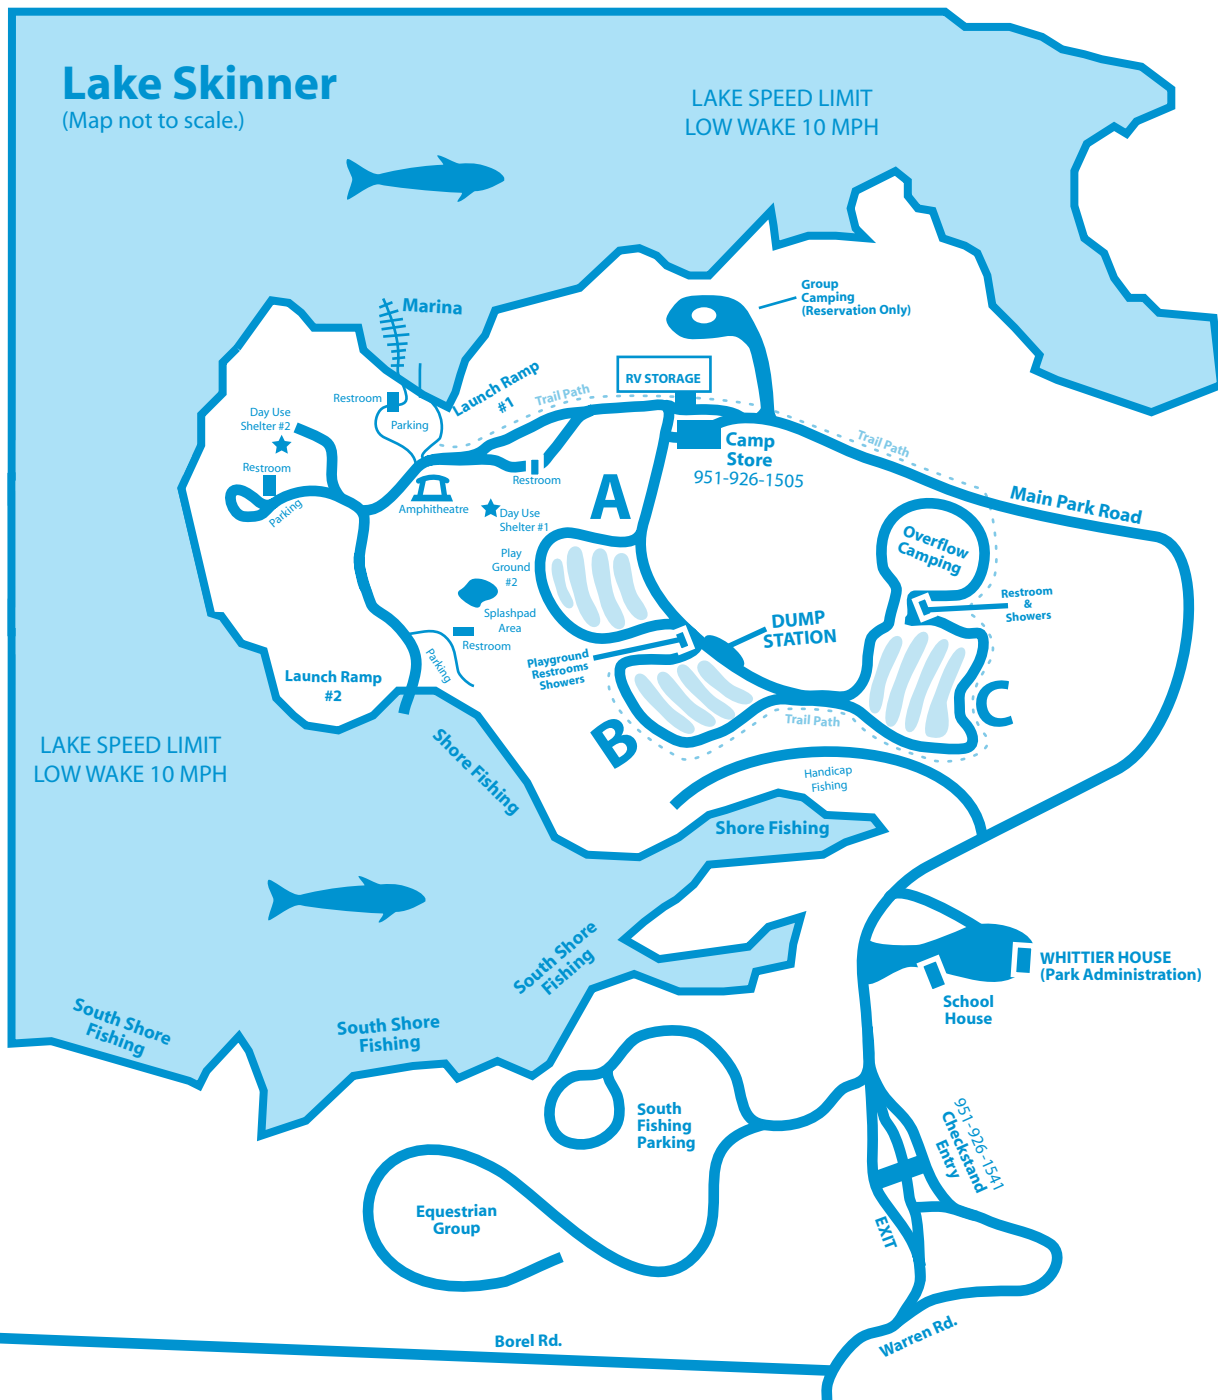 Lake Skinner
(Map not to scale.)
LAKE SPEED LIMIT
LOW WAKE 10 MPH
Group
Camping
(Reservation Only)
Marina
Launch Ramp
#1
Trail Path
RV STORAGE
Restroom
Parking
Day Use
Shelter #2
Restroom
Parking
Camp
Store
951-926-1505
Trail Path
Main Park Road
A
Restroom
Amphitheatre
Day Use
Shelter #1
Play
Ground
#2
Splashpad
Area
Restroom
Parking
Overflow
Camping
Restroom
&
Showers
DUMP
STATION
Playground
Restrooms
Showers
Launch Ramp
#2
B
C
Trail Path
LAKE SPEED LIMIT
LOW WAKE 10 MPH
Shore Fishing
Handicap
Fishing
Shore Fishing
South Shore
Fishing
WHITTIER HOUSE
(Park Administration)
School
House
South Shore
Fishing
South Shore
Fishing
South
Fishing
Parking
951-926-1541
Checkstand
Entry
Equestrian
Group
EXIT
Borel Rd.
Warren Rd.